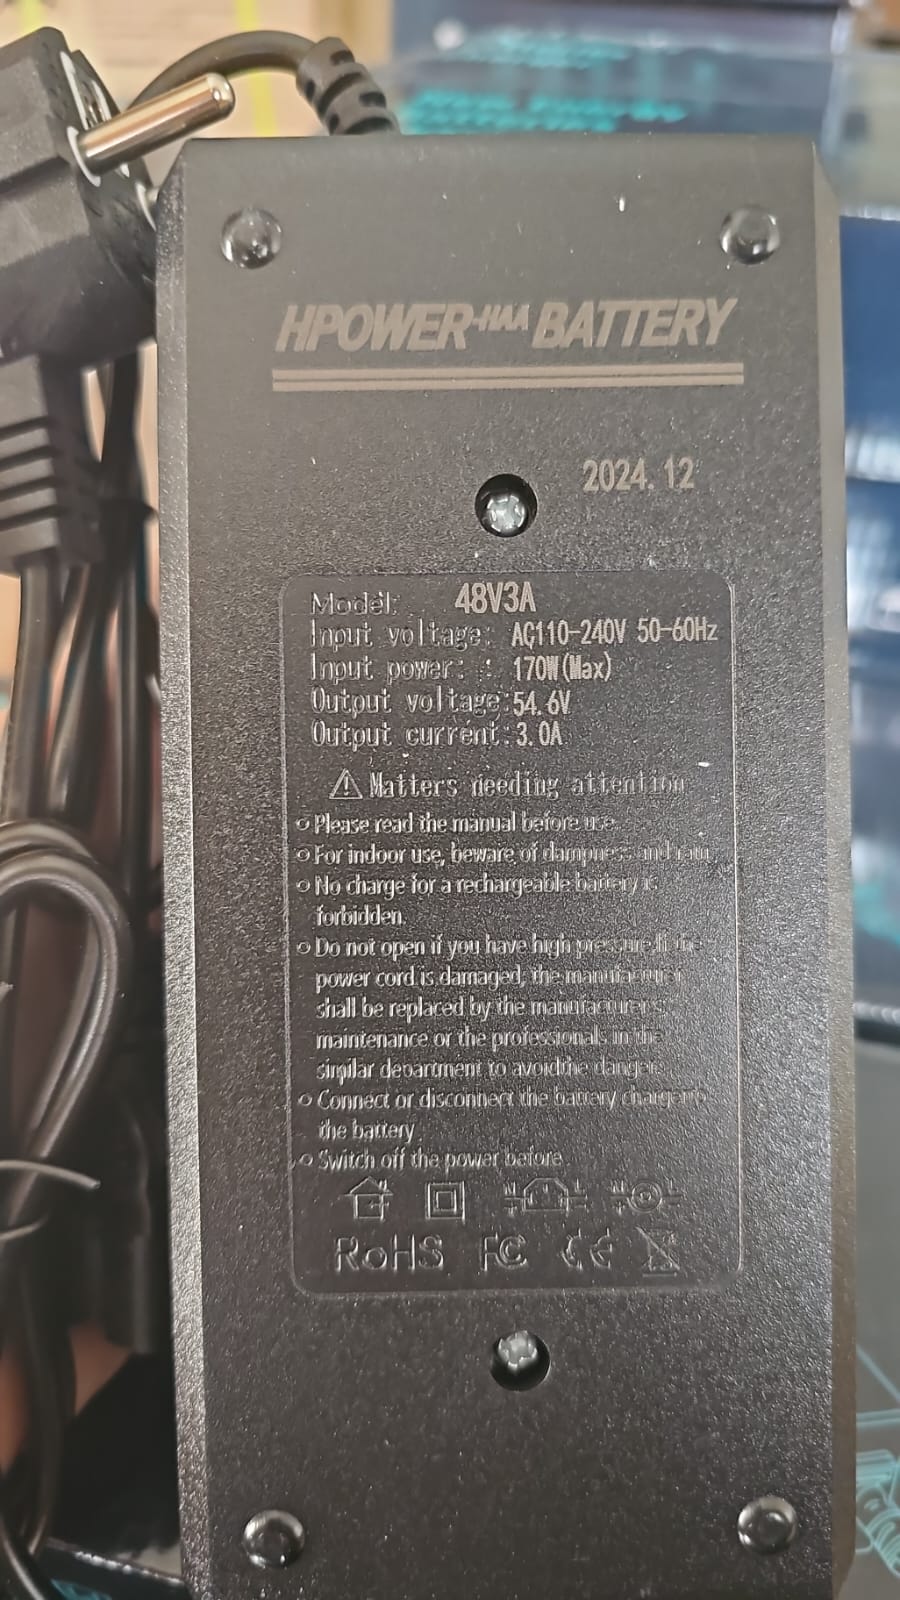 HPOWER BATTERY
2024.12
Model: 48V3A
Input voltage: AC110-240V 50-60Hz
Input power: : 170W(Max)
Output voltage:54.6V
Output current:3.0A
Matters needing attention
Please read the manual before use.
For indoor use, beware of dampness and rain.
No charge for a rechargeable battery is
forbidden.
Do not open if you have high pressure.If the
power cord is damaged, the manufacturer
shall be replaced by the manufacturer's
maintenance or the professionals in the
similar department to avoidthe danger.
Connect or disconnect the battery charger to
the battery
Switch off the power before
RoHS FC CE